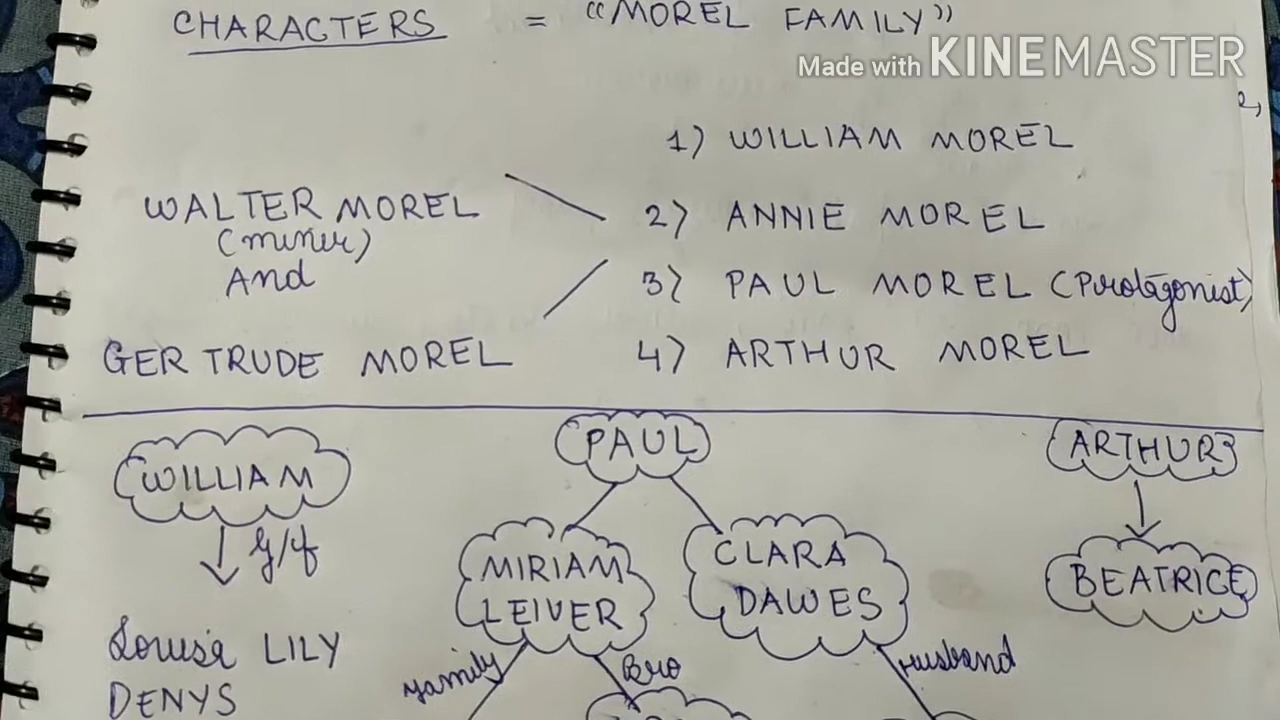 CHARACTERS = "MOREL FAMILY"
Made with KINEMASTER
1) WILLIAM MOREL
WALTER MOREL
(miner)
And
GERTRUDE MOREL
2) ANNIE MOREL
3) PAUL MOREL (Protagonist)
4) ARTHUR MOREL
WILLIAM
g/f
Louisa LILY
DENYS
PAUL
MIRIAM
LEIVER
family
Bro
CLARA
DAWES
Husband
ARTHUR
BEATRICE